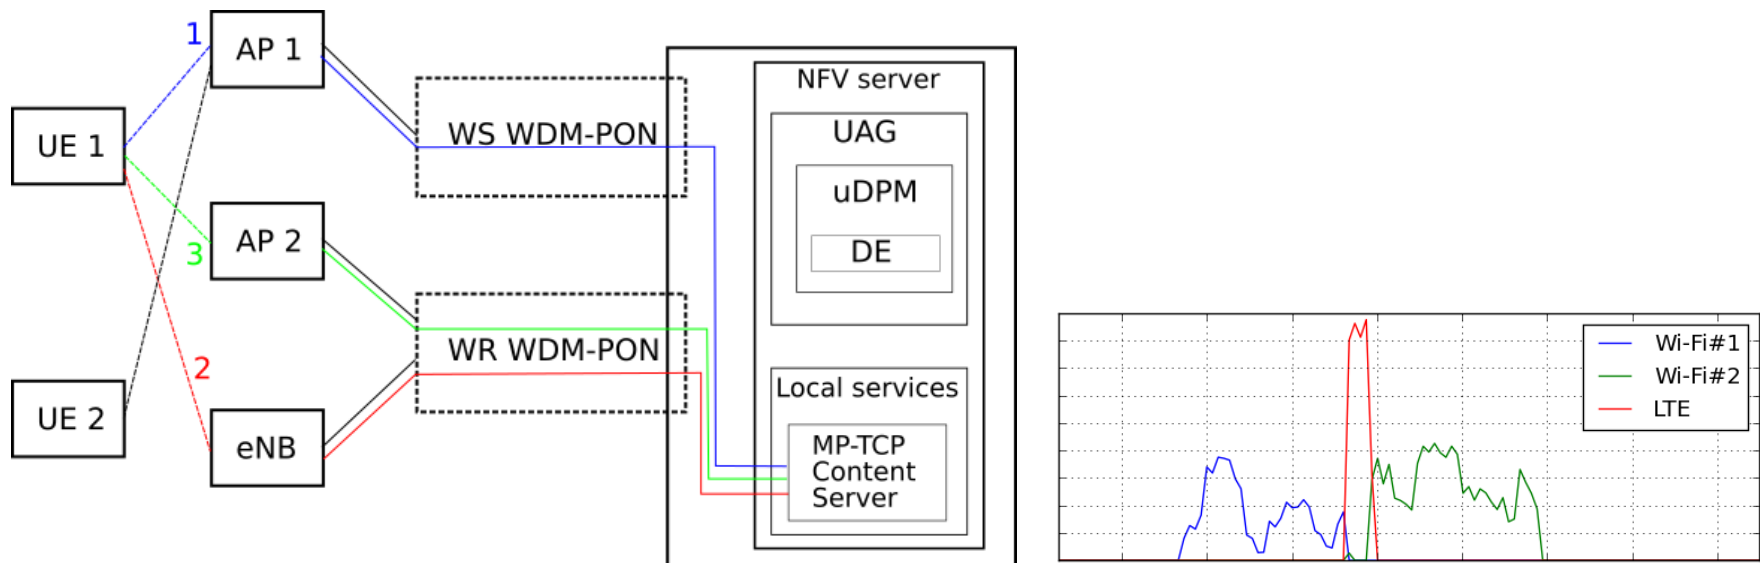 1
AP 1
UE 1
AP 2
3
2
UE 2
eNB
WS WDM-PON
WR WDM-PON
NFV server
UAG
uDPM
DE
Local services
MP-TCP
Content
Server
Wi-Fi#1
Wi-Fi#2
LTE